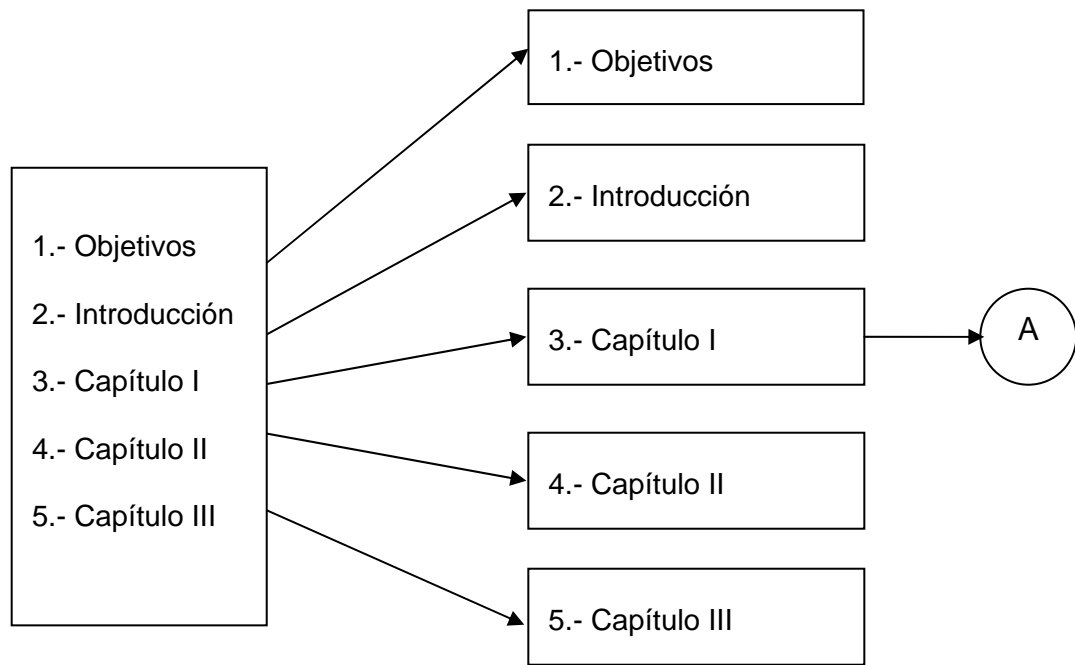 1.- Objetivos
2.- Introducción
3.- Capítulo I
4.- Capítulo II
5.- Capítulo III
1.- Objetivos
2.- Introducción
3.- Capítulo I
A
4.- Capítulo II
5.- Capítulo III